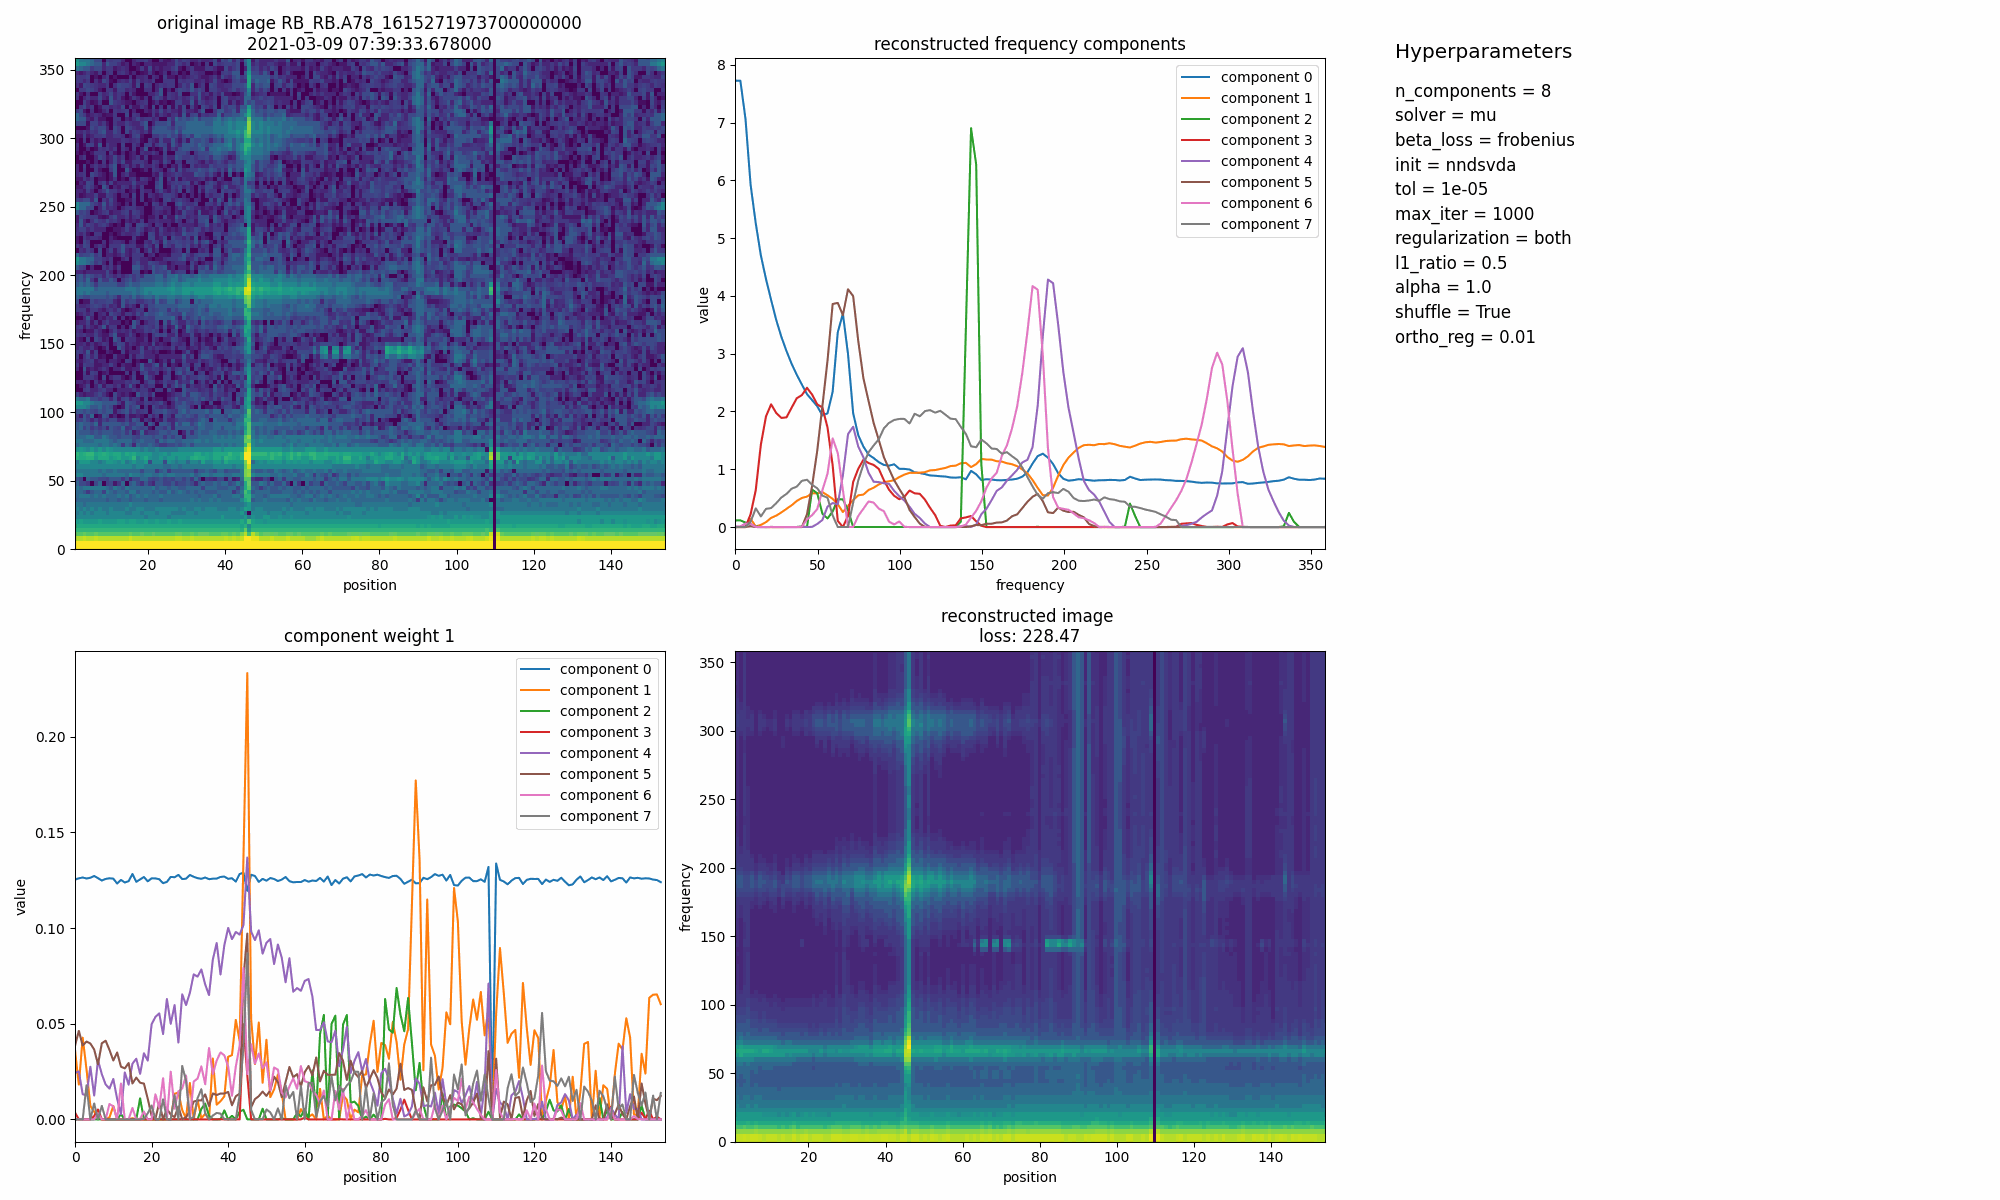 original image RB_RB.A78_1615271973700000000
2021-03-09 07:39:33.678000
frequency
350
300
250
200
150
100
50
0
20 40 60 80 100 120 140
position
reconstructed frequency components
value
8
7
6
5
4
3
2
1
0
component 0
component 1
component 2
component 3
component 4
component 5
component 6
component 7
0 50 100 150 200 250 300 350
frequency
Hyperparameters
n_components = 8
solver = mu
beta_loss = frobenius
init = nndsvda
tol = 1e-05
max_iter = 1000
regularization = both
l1_ratio = 0.5
alpha = 1.0
shuffle = True
ortho_reg = 0.01
component weight 1
value
0.20
0.15
0.10
0.05
0.00
component 0
component 1
component 2
component 3
component 4
component 5
component 6
component 7
0 20 40 60 80 100 120 140
position
reconstructed image
loss: 228.47
frequency
350
300
250
200
150
100
50
0
20 40 60 80 100 120 140
position